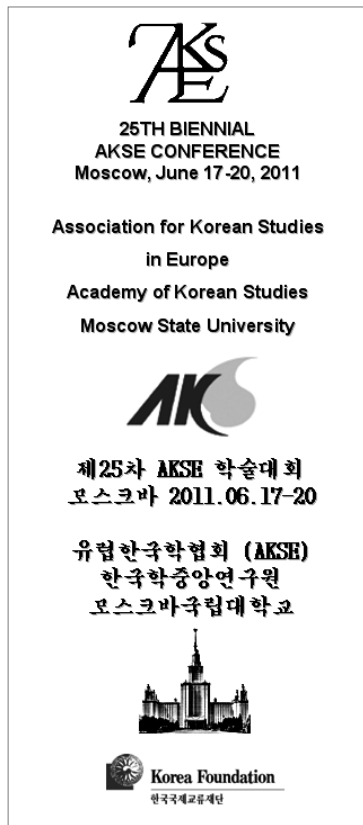 AKSE
25TH BIENNIAL
AKSE CONFERENCE
Moscow, June 17-20, 2011
Association for Korean Studies
in Europe
Academy of Korean Studies
Moscow State University
AKS
제25차 AKSE 학술대회
모스크바 2011.06.17-20
유럽한국학협회 (AKSE)
한국학중앙연구원
모스크바국립대학교
Korea Foundation
한국국제교류재단